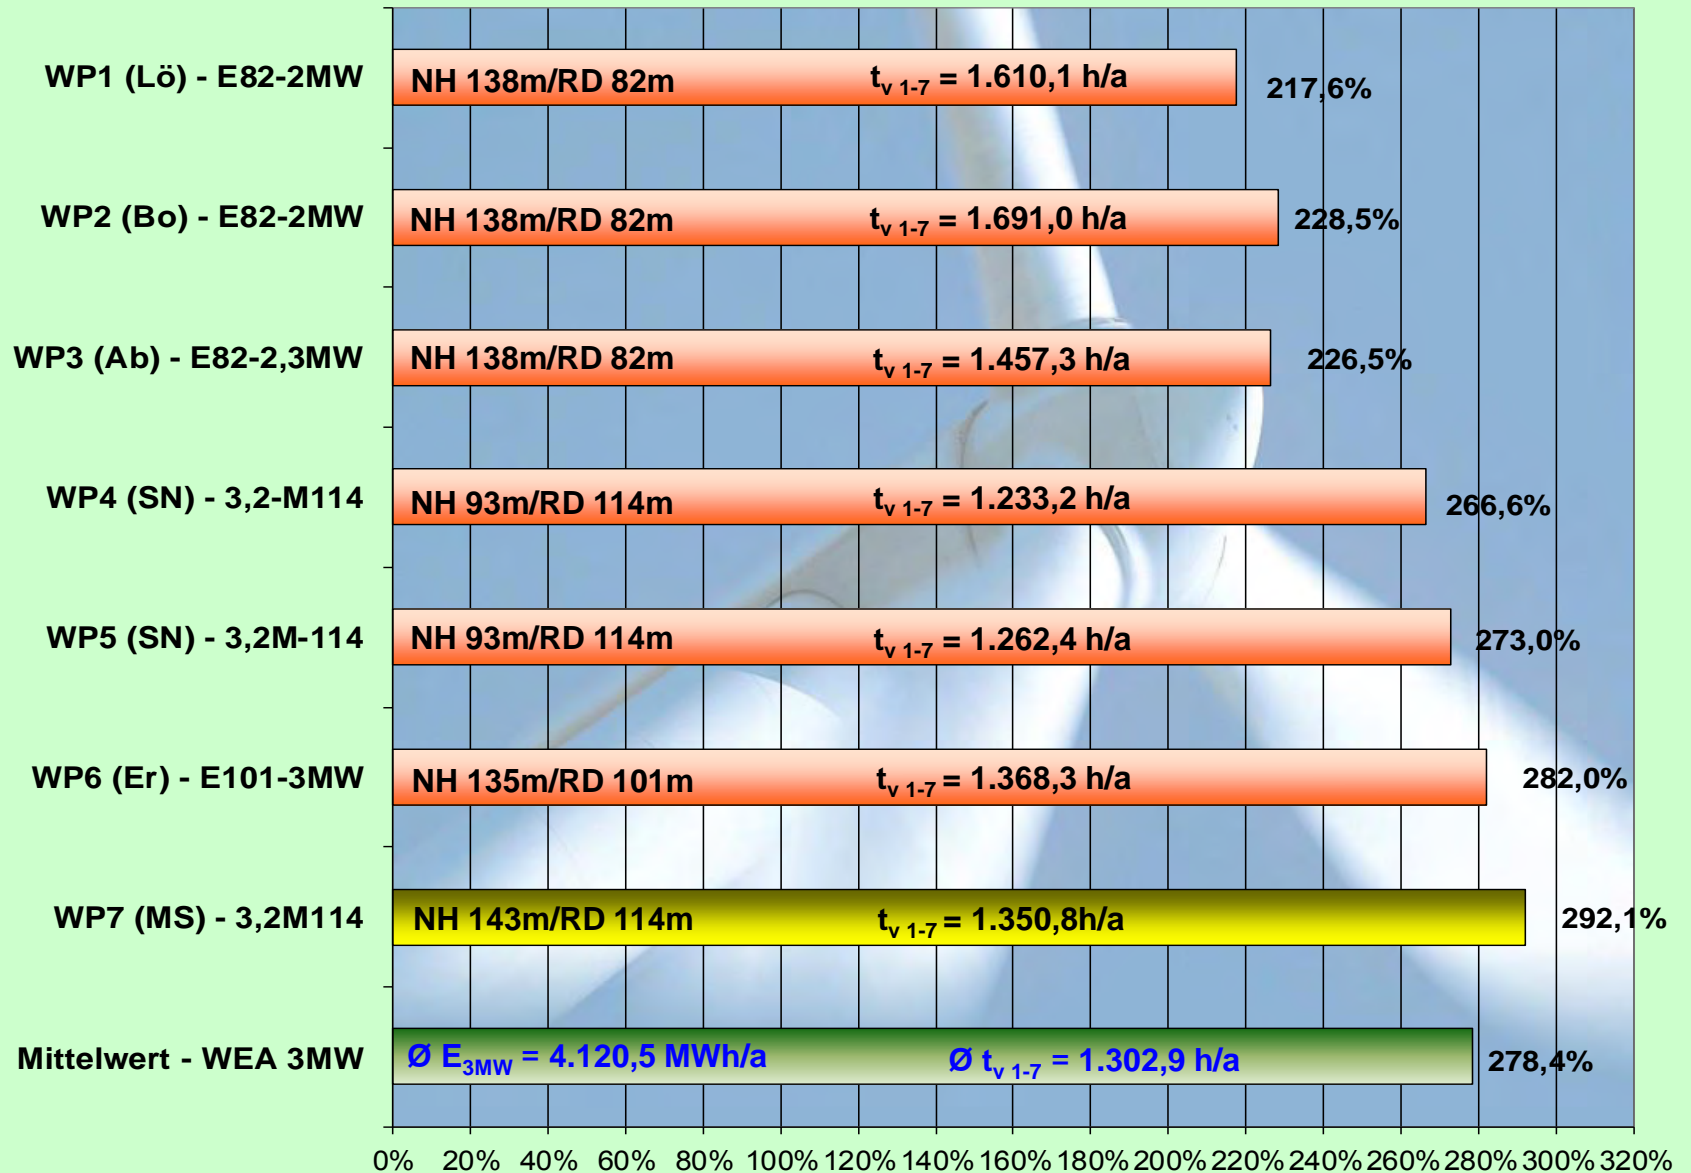 WP1 (Lö) - E82-2MW NH 138m/RD 82m tv 1-7 = 1.610,1 h/a 217,6%
WP2 (Bo) - E82-2MW NH 138m/RD 82m tv 1-7 = 1.691,0 h/a 228,5%
WP3 (Ab) - E82-2,3MW NH 138m/RD 82m tv 1-7 = 1.457,3 h/a 226,5%
WP4 (SN) - 3,2-M114 NH 93m/RD 114m tv 1-7 = 1.233,2 h/a 266,6%
WP5 (SN) - 3,2M-114 NH 93m/RD 114m tv 1-7 = 1.262,4 h/a 273,0%
WP6 (Er) - E101-3MW NH 135m/RD 101m tv 1-7 = 1.368,3 h/a 282,0%
WP7 (MS) - 3,2M114 NH 143m/RD 114m tv 1-7 = 1.350,8h/a 292,1%
Mittelwert - WEA 3MW Ø E3MW = 4.120,5 MWh/a Ø tv 1-7 = 1.302,9 h/a 278,4%
0% 20% 40% 60% 80% 100% 120% 140% 160% 180% 200% 220% 240% 260% 280% 300% 320%